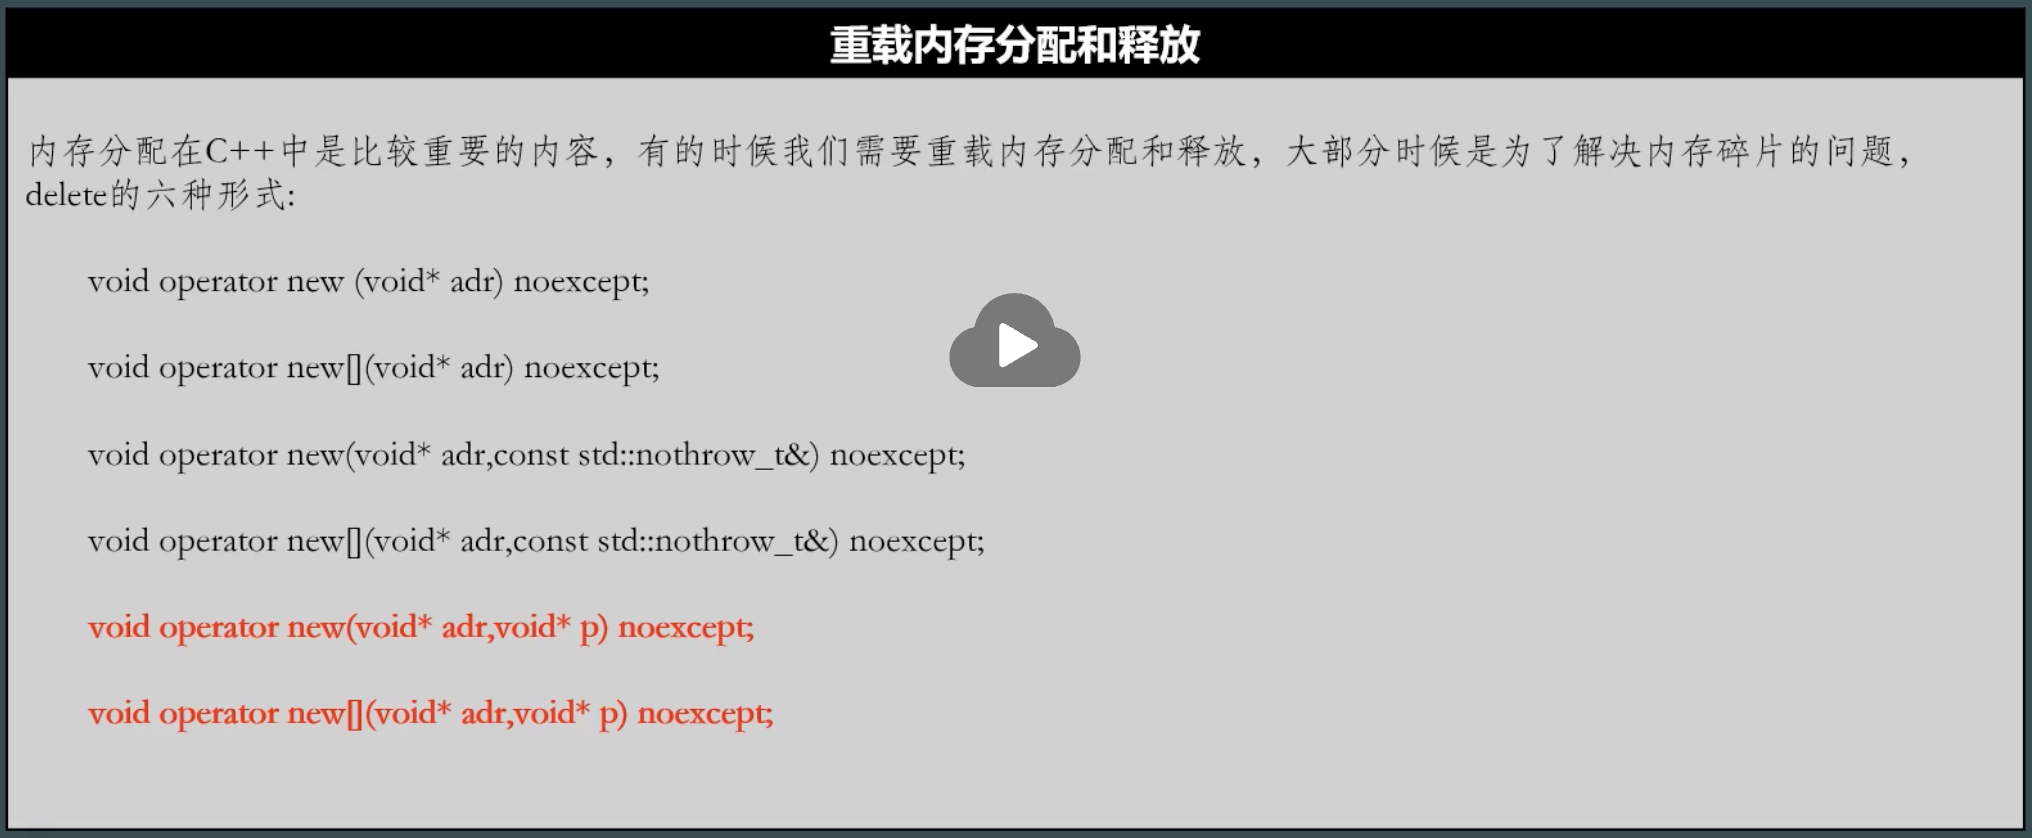 重载内存分配和释放
内存分配在C++中是比较重要的内容，有的时候我们需要重载内存分配和释放，大部分时候是为了解决内存碎片的问题，
delete的六种形式:
void operator new (void* adr) noexcept;
void operator new[](void* adr) noexcept;
void operator new(void* adr,const std::nothrow_t&) noexcept;
void operator new[](void* adr,const std::nothrow_t&) noexcept;
void operator new(void* adr,void* p) noexcept;
void operator new[](void* adr,void* p) noexcept;